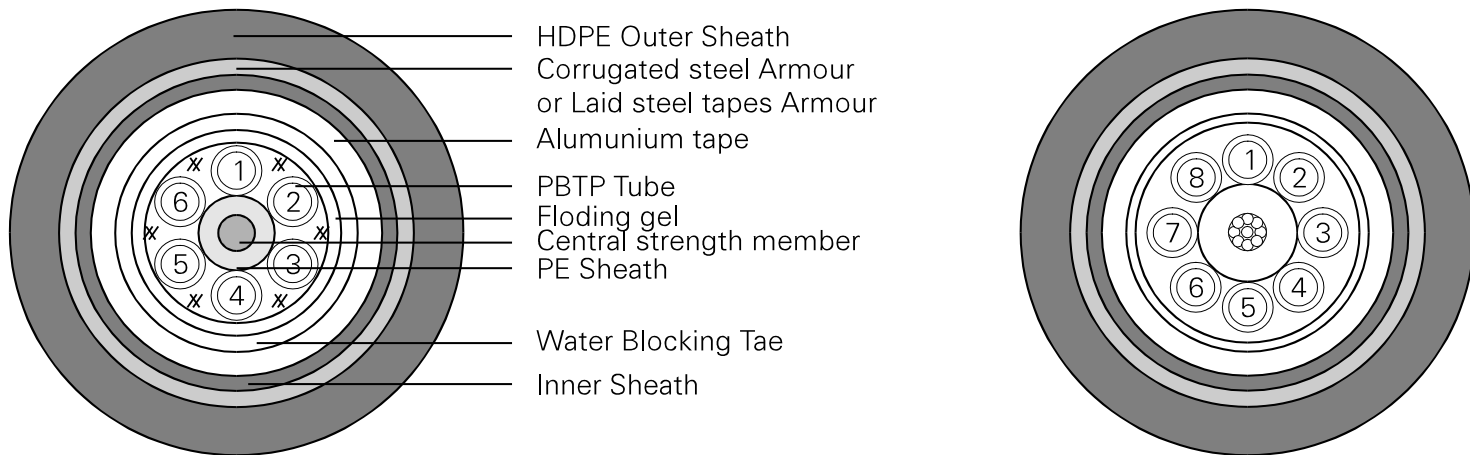 HDPE Outer Sheath
Corrugated steel Armour
or Laid steel tapes Armour
Alumunium tape
PBTP Tube
Floding gel
Central strength member
PE Sheath
Water Blocking Tae
Inner Sheath
1
2
3
4
5
6
1
2
3
4
5
6
7
8